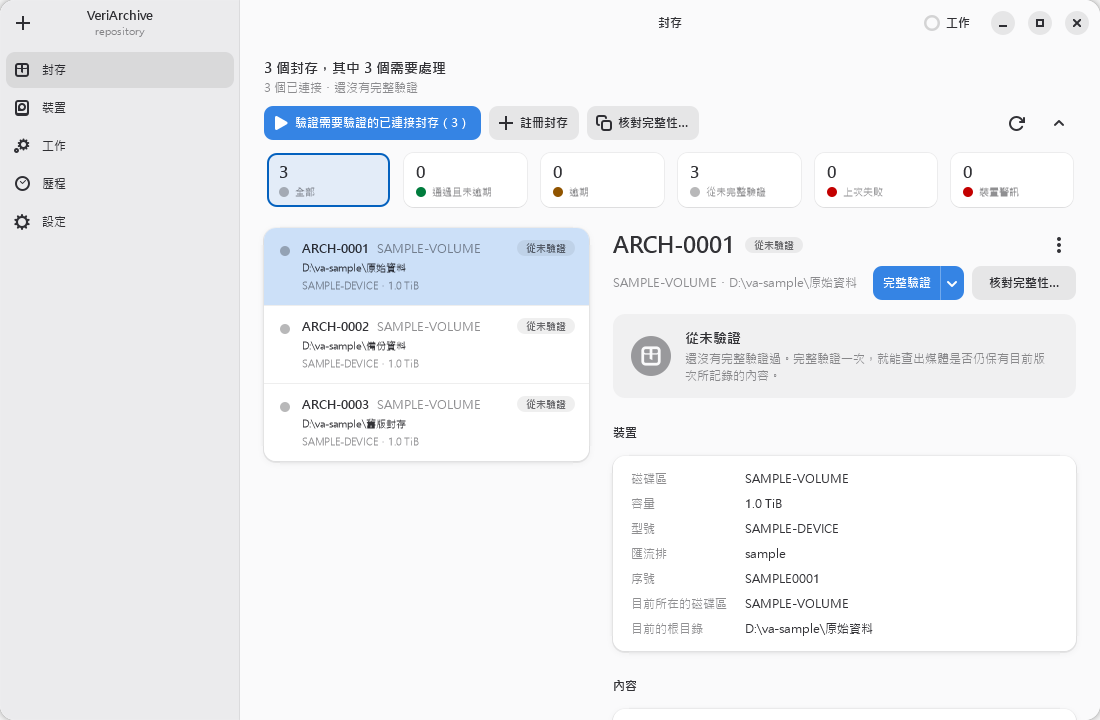 VeriArchive
repository
封存
裝置
工作
歷程
設定
封存
工作
3 個封存，其中 3 個需要處理
3 個已連接 · 還沒有完整驗證
驗證需要驗證的已連接封存 ( 3 )
註冊封存
核對完整性...
3
全部
0
通過且未逾期
0
逾期
3
從未完整驗證
0
上次失敗
0
裝置警訊
ARCH-0001 SAMPLE-VOLUME 從未驗證
D:\va-sample\原始資料
SAMPLE-DEVICE · 1.0 TiB
ARCH-0002 SAMPLE-VOLUME 從未驗證
D:\va-sample\備份資料
SAMPLE-DEVICE · 1.0 TiB
ARCH-0003 SAMPLE-VOLUME 從未驗證
D:\va-sample\舊版封存
SAMPLE-DEVICE · 1.0 TiB
ARCH-0001 從未驗證
SAMPLE-VOLUME · D:\va-sample\原始資料
完整驗證
核對完整性...
從未驗證
還沒有完整驗證過。完整驗證一次，就能查出媒體是否仍保有目前版
次所記錄的內容。
裝置
磁碟區 SAMPLE-VOLUME
容量 1.0 TiB
型號 SAMPLE-DEVICE
匯流排 sample
序號 SAMPLE0001
目前所在的磁碟區 SAMPLE-VOLUME
目前的根目錄 D:\va-sample\原始資料
內容